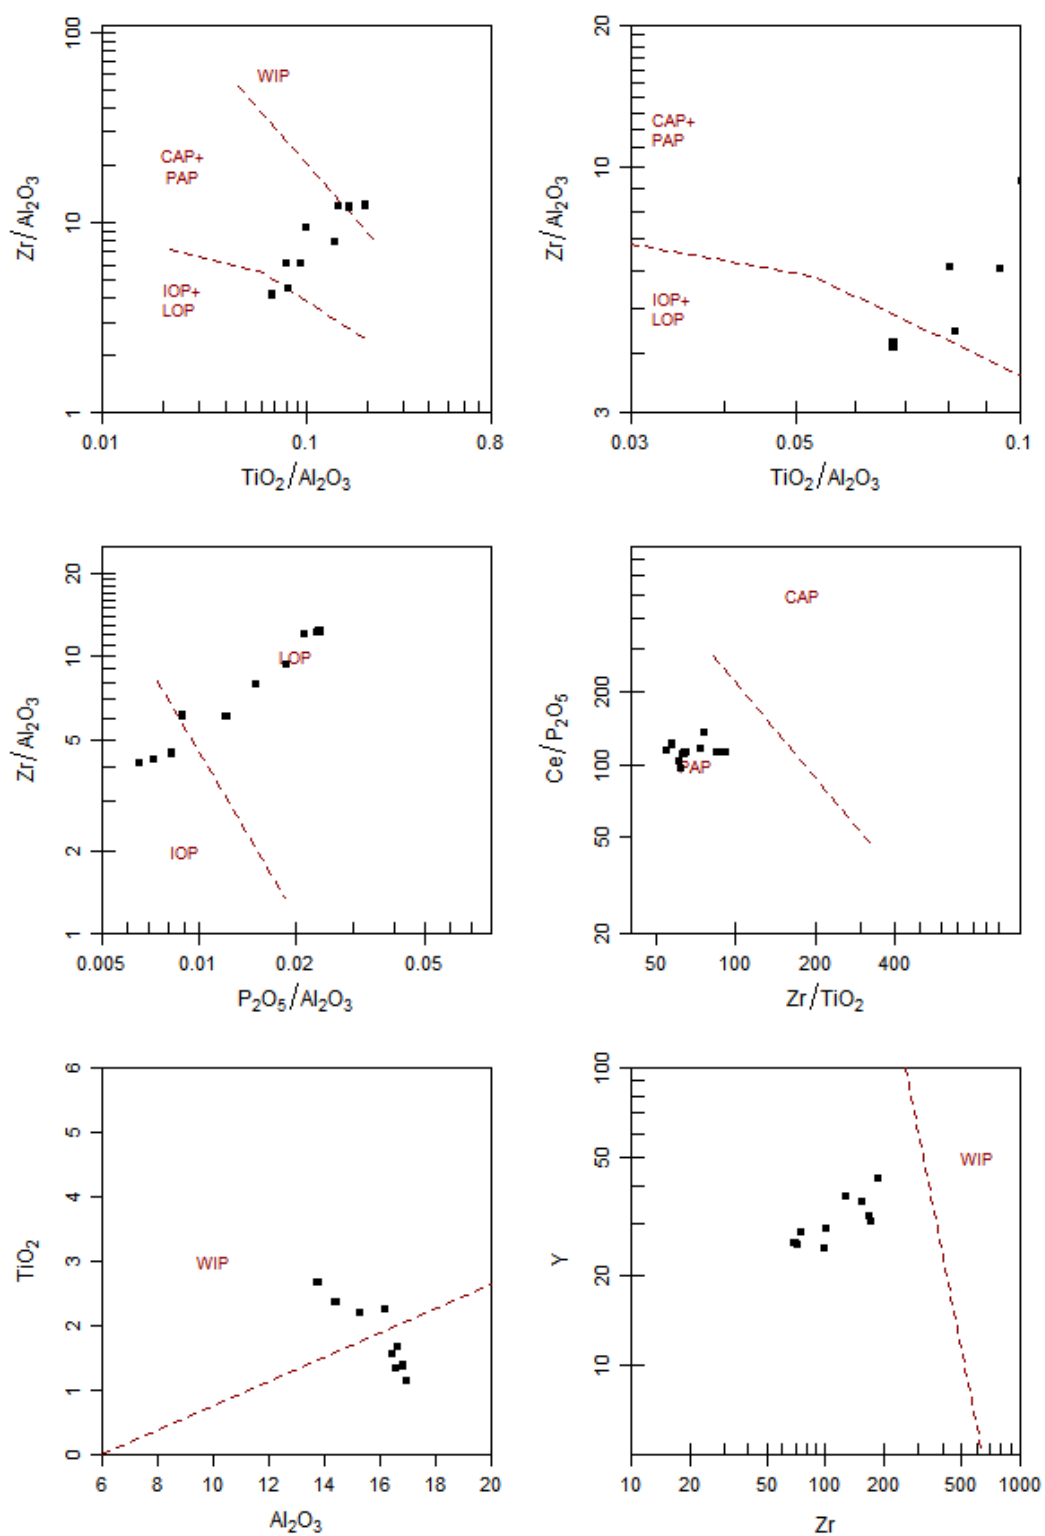 100
10
1
Zr/Al₂O₃
WIP
CAP+
PAP
IOP+
LOP
0.01 0.1 0.8
TiO₂/Al₂O₃
20
10
3
Zr/Al₂O₃
CAP+
PAP
IOP+
LOP
0.03 0.05 0.1
TiO₂/Al₂O₃
20
10
5
2
1
Zr/Al₂O₃
LOP
IOP
0.005 0.01 0.02 0.05
P₂O₅/Al₂O₃
200
100
50
20
Ce/P₂O₅
CAP
PAP
50 100 200 400
Zr/TiO₂
6
5
4
3
2
1
0
TiO₂
WIP
6 8 10 12 14 16 18 20
Al₂O₃
100
50
20
10
Y
WIP
10 20 50 100 200 500 1000
Zr